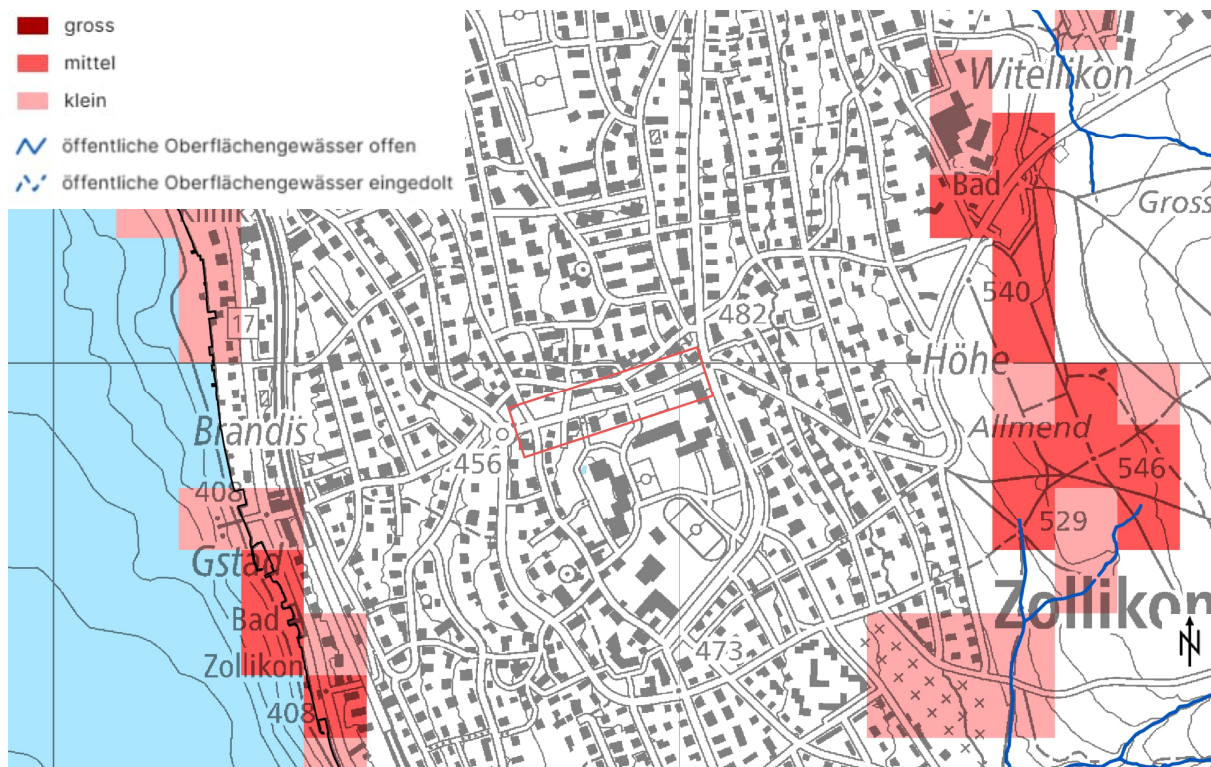 gross
mittel
klein
öffentliche Oberflächengewässer offen
öffentliche Oberflächengewässer eingedolt
Witellikon
Bad
Gross
Klinik
17
540
482
Höhe
Brandis
Allmend
456
546
408
529
Gstad
Zollikon
Bad
Zollikon
473
N
408